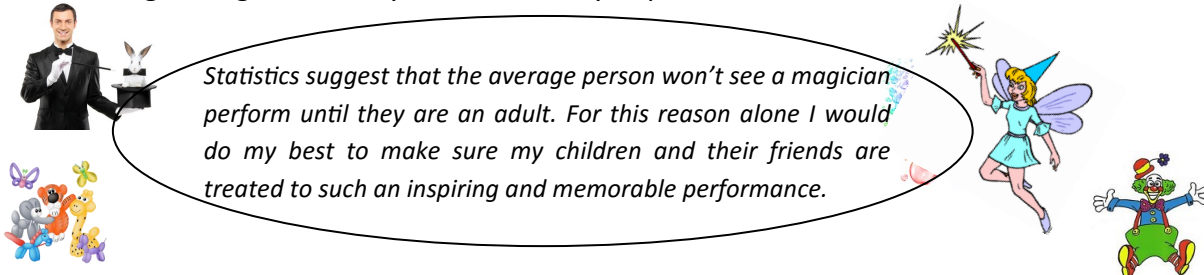 Statistics suggest that the average person won't see a magician
perform until they are an adult. For this reason alone I would
do my best to make sure my children and their friends are
treated to such an inspiring and memorable performance.